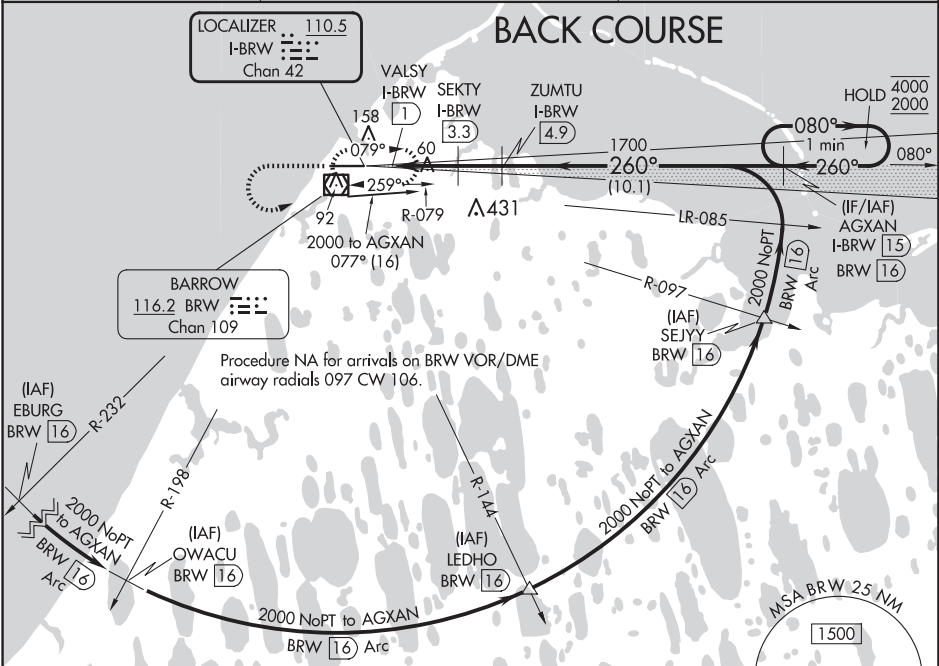 BACK COURSE
LOCALIZER 110.5
I-BRW
Chan 42
VALSY
I-BRW
1
SEKTY
I-BRW
3.3
ZUMTU
I-BRW
4.9
HOLD 4000
2000
158
079°
60
1700
260°
(10.1)
080°
1 min
260°
080°
259°
92
R-079
2000 to AGXAN
077° (16)
431
LR-085
(IF/IAF)
AGXAN
I-BRW 15
BRW 16
BARROW
116.2 BRW
Chan 109
R-097
2000 NoPT
BRW 16
Arc
(IAF)
SEJYY
BRW 16
Procedure NA for arrivals on BRW VOR/DME
airway radials 097 CW 106.
(IAF)
EBURG
BRW 16
R-232
R-198
R-144
2000 NoPT
to AGXAN
BRW 16
Arc
(IAF)
OWACU
BRW 16
(IAF)
LEDHO
BRW 16
2000 NoPT to AGXAN
BRW 16 Arc
2000 NoPT to AGXAN
BRW 16 Arc
MSA BRW 25 NM
1500